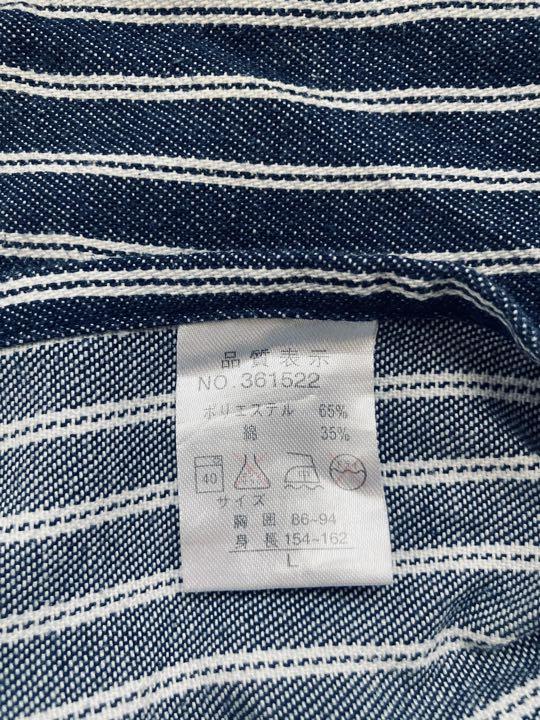 品質表示
NO.361522
ポリエステル 65%
綿 35%
40
サイズ
胸囲 86~94
身長 154~162
L